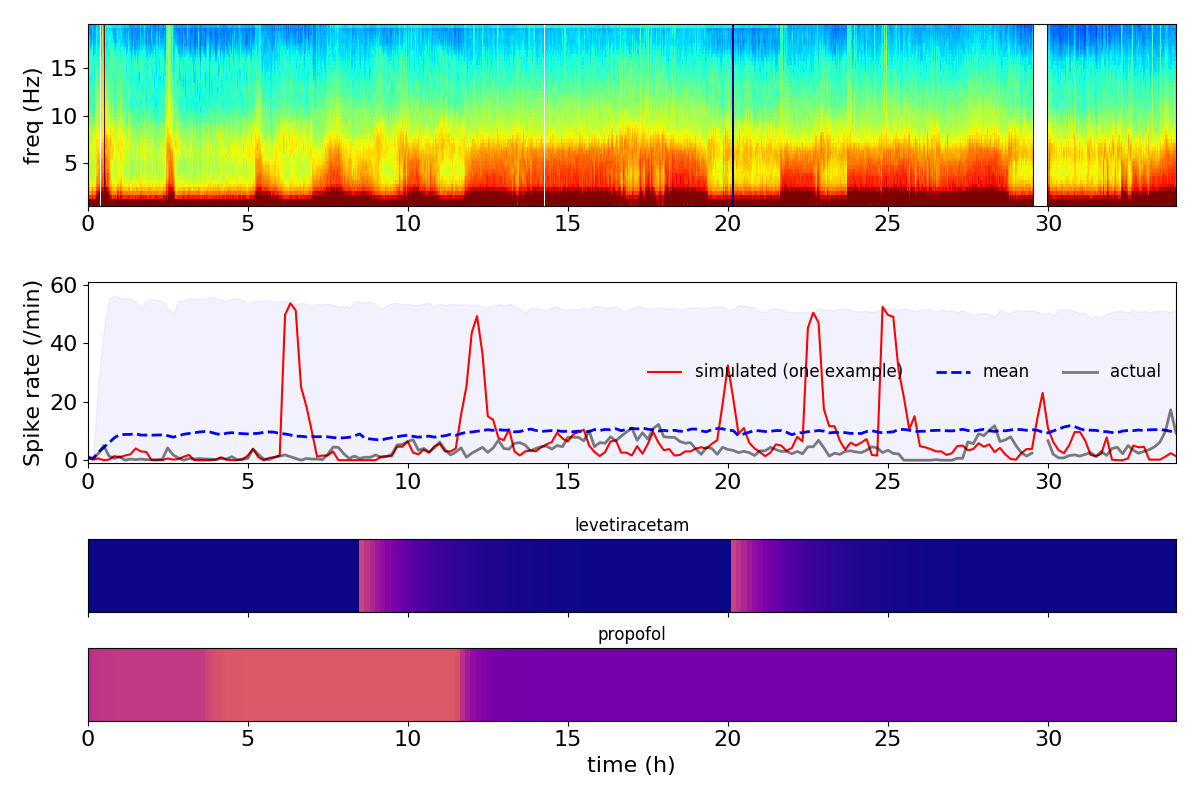 freq (Hz)
15
10
5
0 5 10 15 20 25 30
Spike rate (/min)
60
40
20
0
simulated (one example) mean actual
0 5 10 15 20 25 30
levetiracetam
propofol
0 5 10 15 20 25 30
time (h)